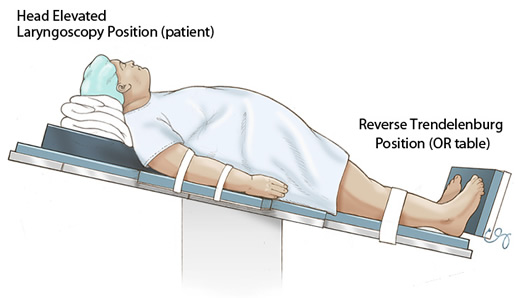 Head Elevated
Laryngoscopy Position (patient)
Reverse Trendelenburg
Position (OR table)